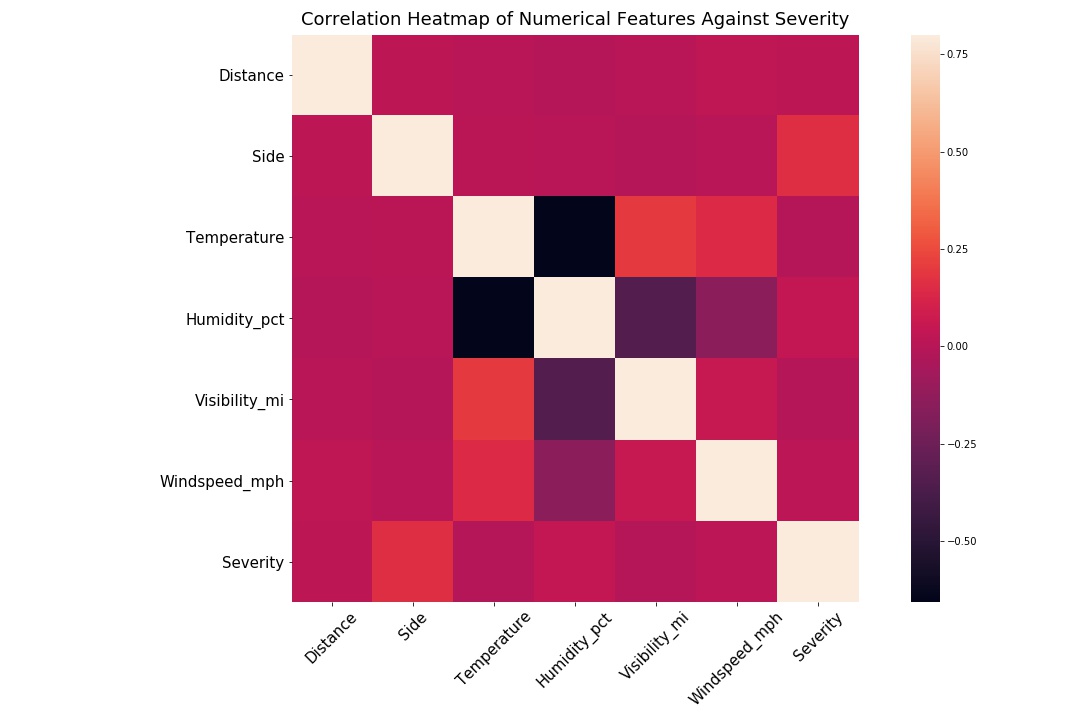 Correlation Heatmap of Numerical Features Against Severity
Distance
Side
Temperature
Humidity_pct
Visibility_mi
Windspeed_mph
Severity
Distance
Side
Temperature
Humidity_pct
Visibility_mi
Windspeed_mph
Severity
0.75
0.50
0.25
0.00
−0.25
−0.50